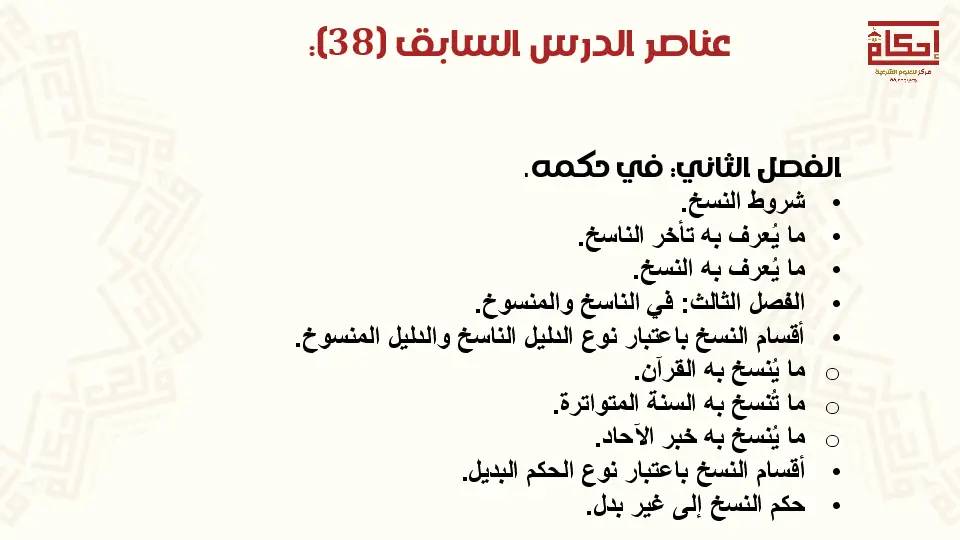 عناصر الدرس السابق (38):
إحكام
مركز للعلوم الشرعية
الفصل الثاني: في حكمه.
• شروط النسخ.
• ما يُعرف به تأخر الناسخ.
• ما يُعرف به النسخ.
• الفصل الثالث: في الناسخ والمنسوخ.
• أقسام النسخ باعتبار نوع الدليل الناسخ والدليل المنسوخ.
o ما يُنسخ به القرآن.
o ما تُنسخ به السنة المتواترة.
o ما يُنسخ به خبر الآحاد.
• أقسام النسخ باعتبار نوع الحكم البديل.
• حكم النسخ إلى غير بدل.